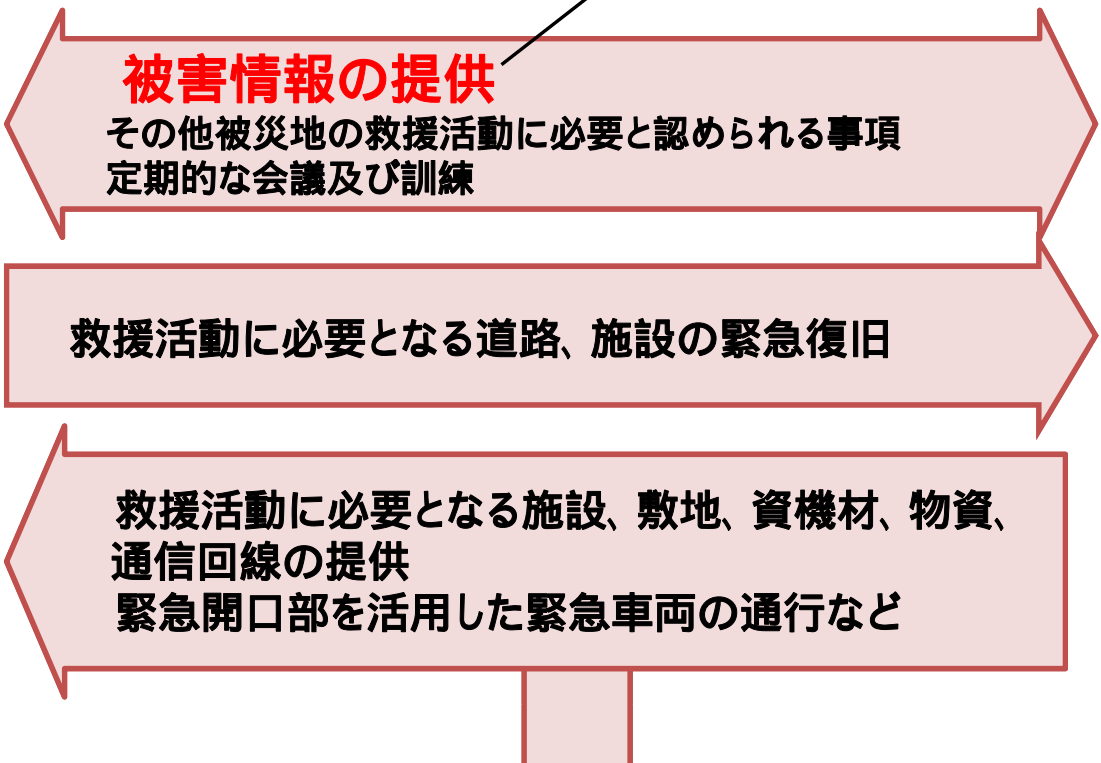 被害情報の提供
その他被災地の救援活動に必要と認められる事項
定期的な会議及び訓練
救援活動に必要となる道路、施設の緊急復旧
救援活動に必要となる施設、敷地、資機材、物資、
通信回線の提供
緊急開口部を活用した緊急車両の通行など